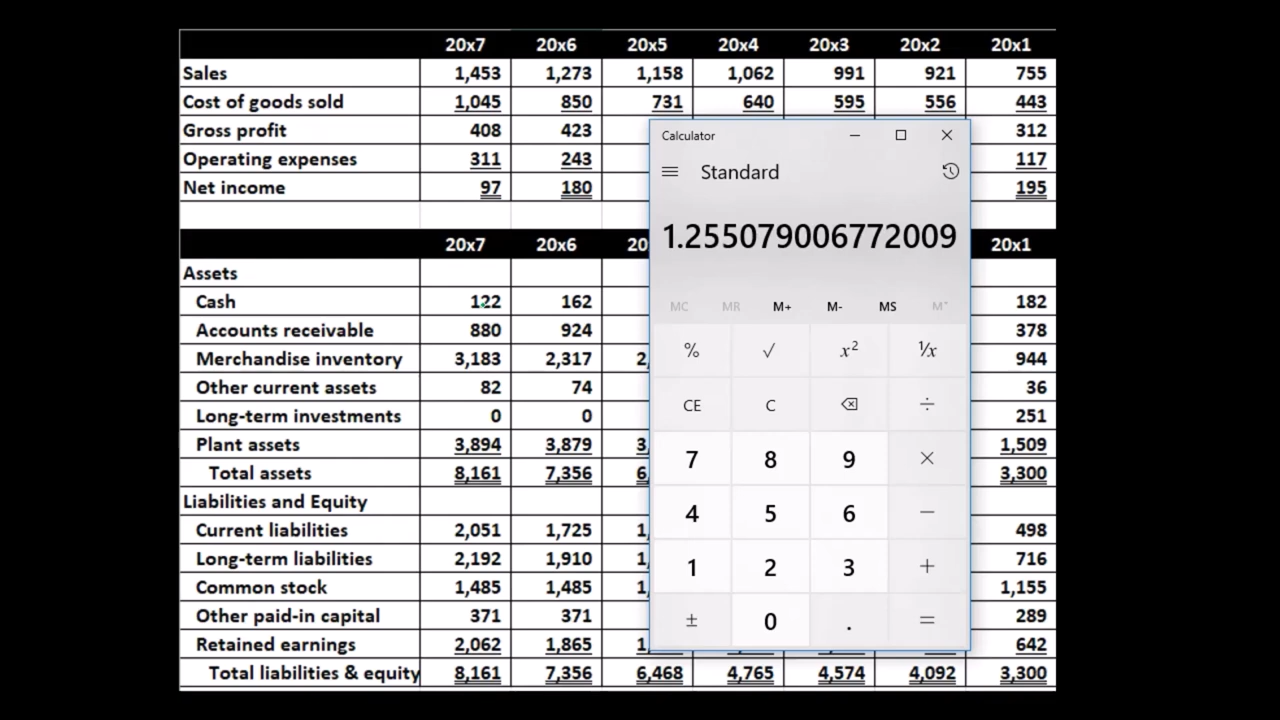 20x7 20x6 20x5 20x4 20x3 20x2 20x1
Sales 1,453 1,273 1,158 1,062 991 921 755
Cost of goods sold 1,045 850 731 640 595 556 443
Gross profit 408 423 312
Operating expenses 311 243 117
Net income 97 180 195
20x7 20x6 20 20x1
Assets
Cash 122 162 182
Accounts receivable 880 924 378
Merchandise inventory 3,183 2,317 2, 944
Other current assets 82 74 36
Long-term investments 0 0 251
Plant assets 3,894 3,879 3, 1,509
Total assets 8,161 7,356 6, 3,300
Liabilities and Equity
Current liabilities 2,051 1,725 1, 498
Long-term liabilities 2,192 1,910 1, 716
Common stock 1,485 1,485 1, 1,155
Other paid-in capital 371 371 289
Retained earnings 2,062 1,865 1, 642
Total liabilities & equity 8,161 7,356 6,468 4,765 4,574 4,092 3,300
Calculator
Standard
1.255079006772009
MC MR M+ M- MS M˅
% √ x² ¹/x
CE C ÷
7 8 9 ×
4 5 6 −
1 2 3 +
± 0 . =